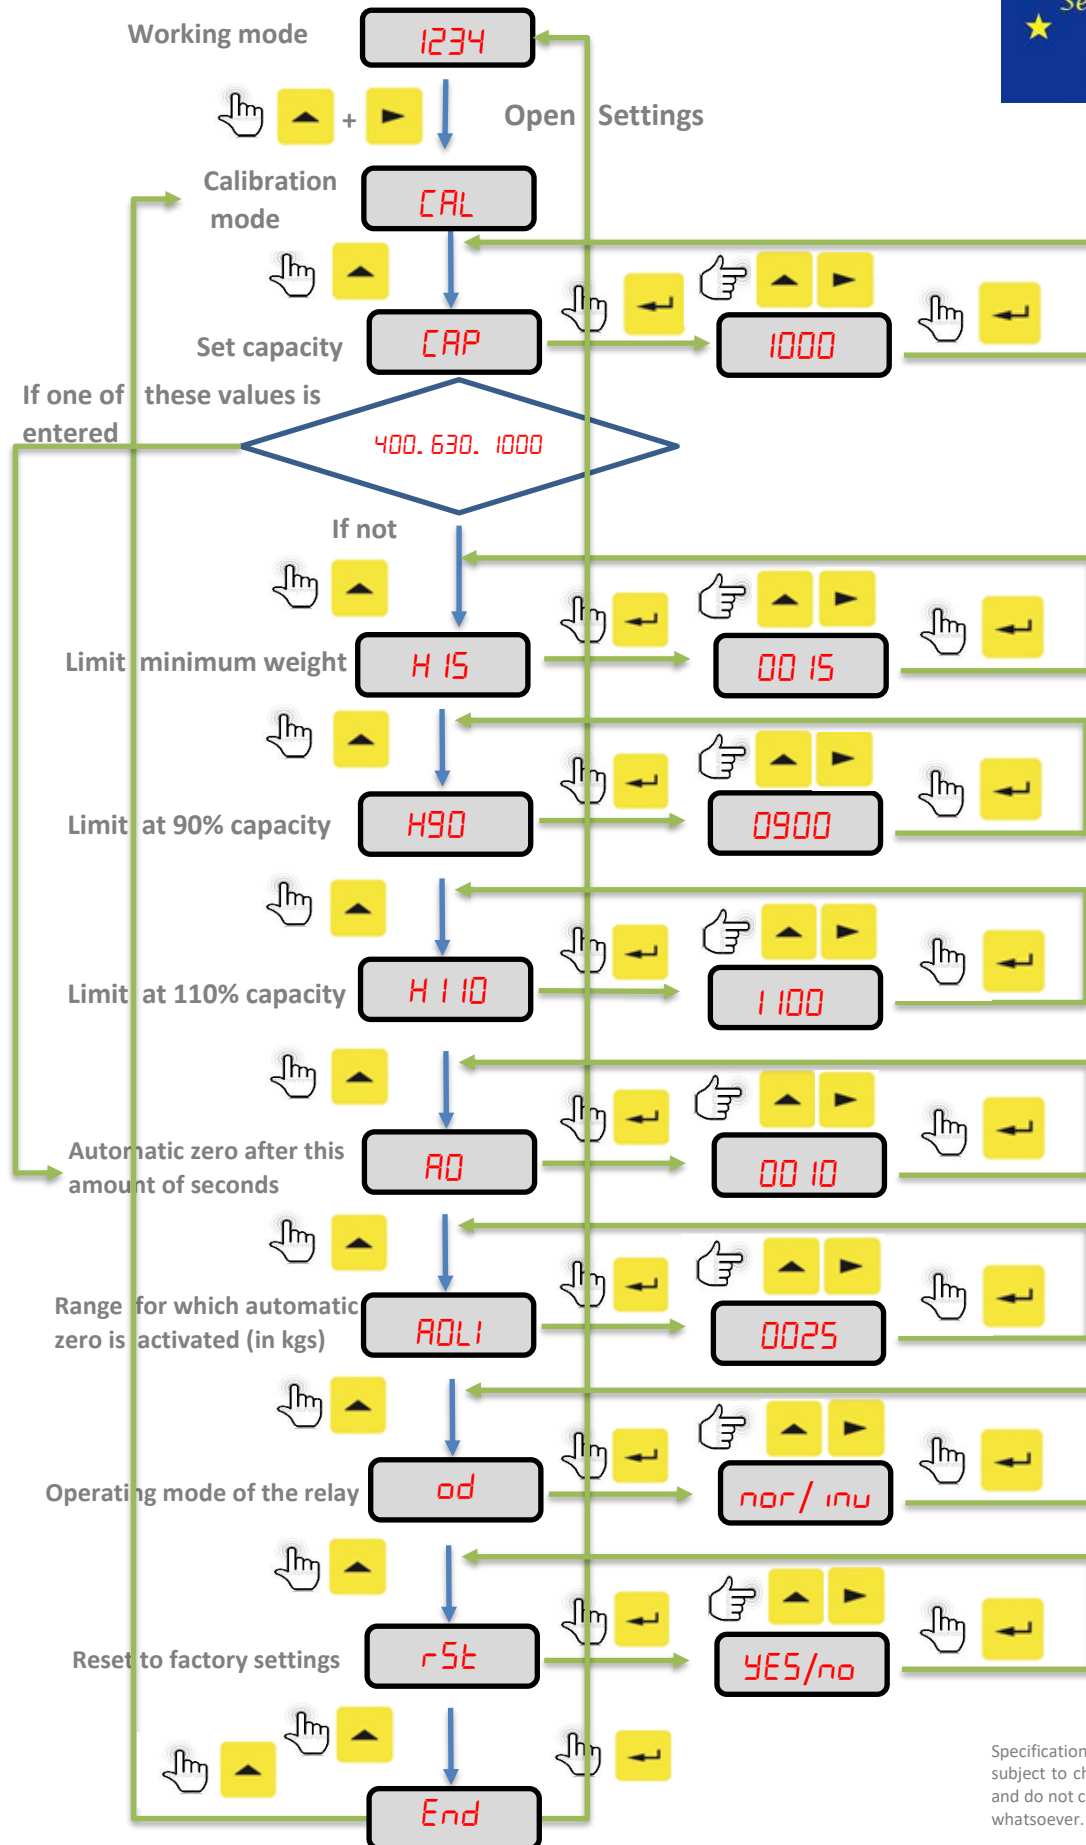 Se
Working mode
1234
+
Open Settings
Calibration
mode
CAL
Set capacity
CAP
1000
If one of these values is
entered
400. 630. 1000
If not
Limit minimum weight
H 15
0015
Limit at 90% capacity
H90
0900
Limit at 110% capacity
H110
1100
Automatic zero after this
amount of seconds
A0
0010
Range for which automatic
zero is activated (in kgs)
A0LI
0025
Operating mode of the relay
od
nor/inu
Reset to factory settings
rSt
YES/no
End
Specification
subject to ch
and do not c
whatsoever.